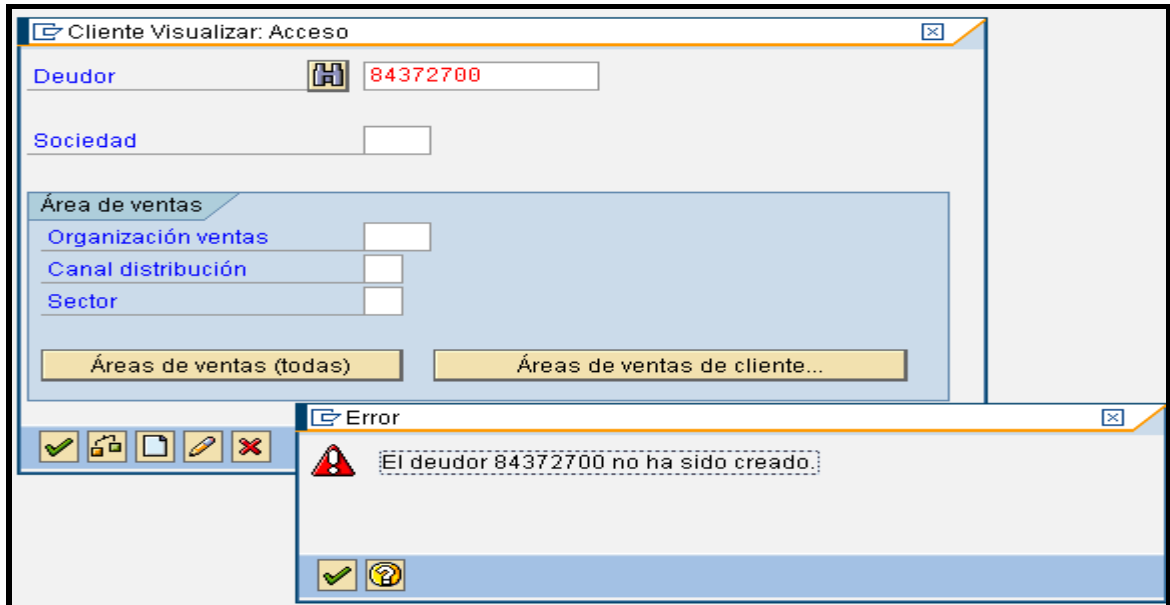 Cliente Visualizar: Acceso
Deudor 84372700
Sociedad
Área de ventas
Organización ventas
Canal distribución
Sector
Áreas de ventas (todas) Áreas de ventas de cliente...
Error
El deudor 84372700 no ha sido creado.